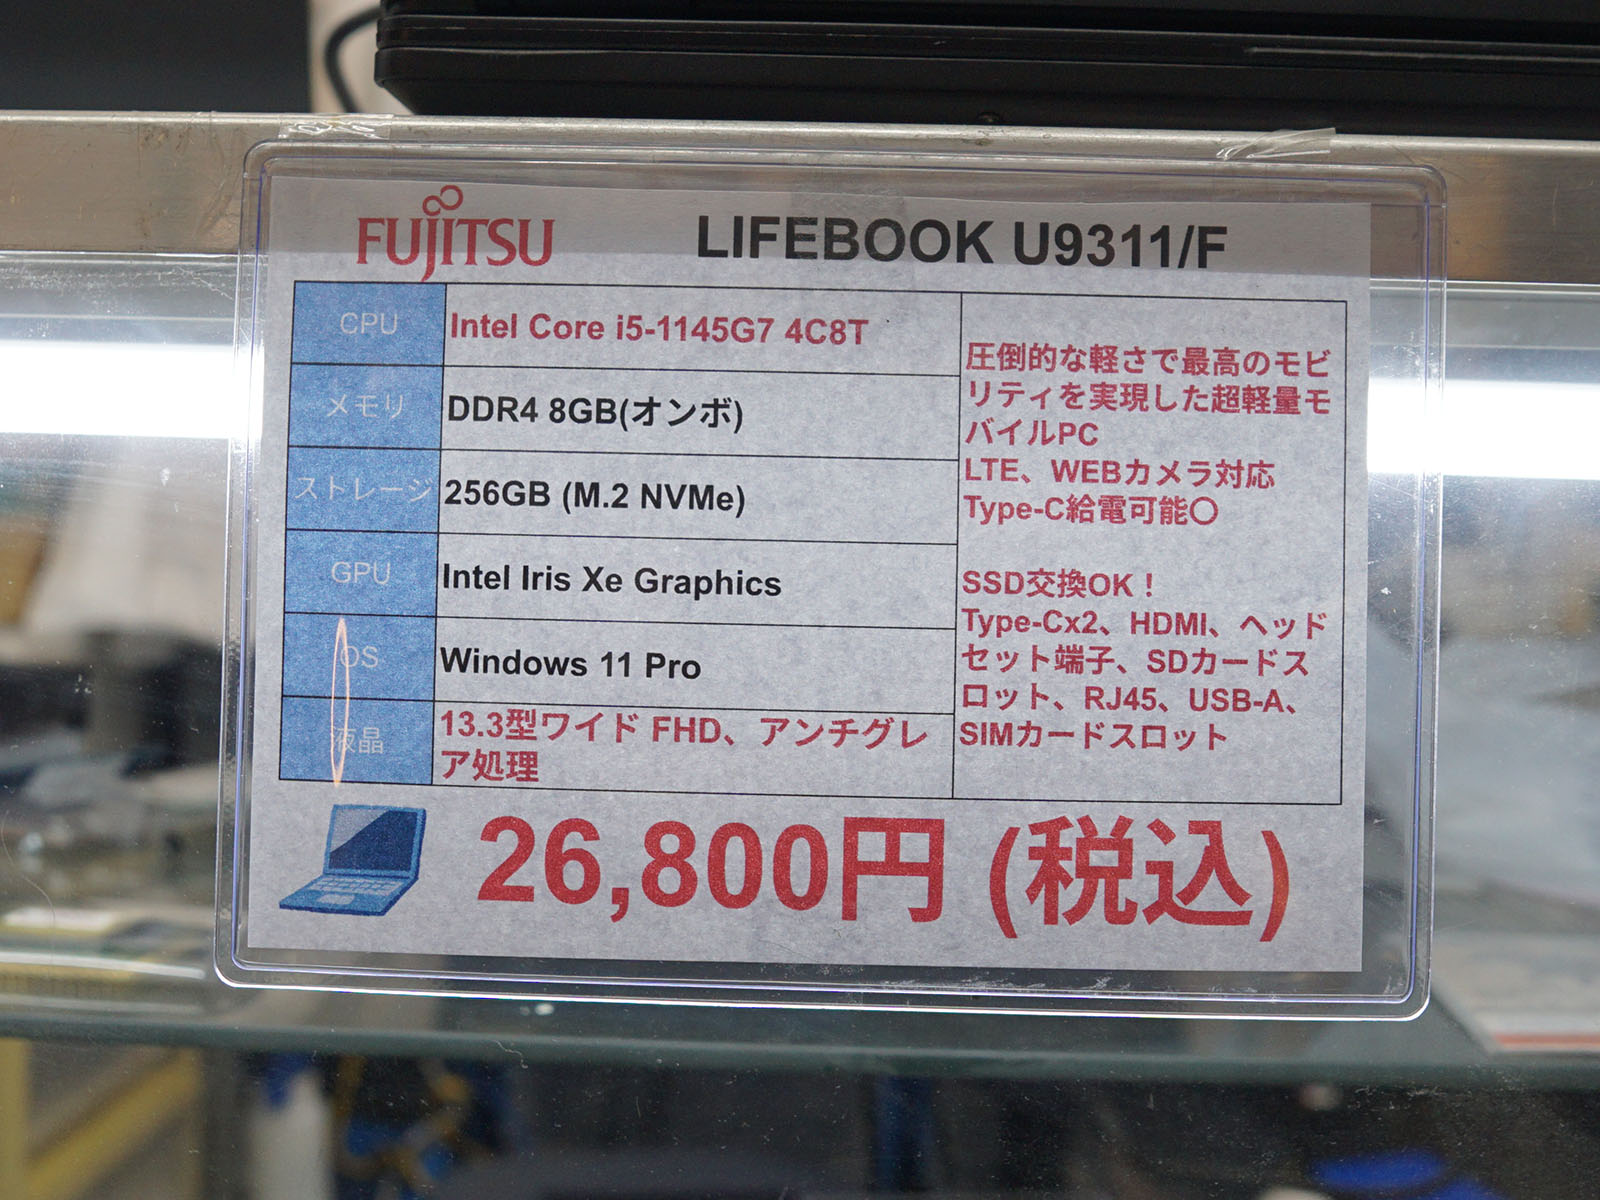 FUJITSU LIFEBOOK U9311/F
CPU Intel Core i5-1145G7 4C8T
メモリ DDR4 8GB(オンボ)
ストレージ 256GB (M.2 NVMe)
GPU Intel Iris Xe Graphics
OS Windows 11 Pro
液晶 13.3型ワイド FHD、アンチグレ
ア処理
圧倒的な軽さで最高のモビ
リティを実現した超軽量モ
バイルPC
LTE、WEBカメラ対応
Type-C給電可能〇
SSD交換OK！
Type-Cx2、HDMI、ヘッド
セット端子、SDカードス
ロット、RJ45、USB-A、
SIMカードスロット
26,800円 (税込)